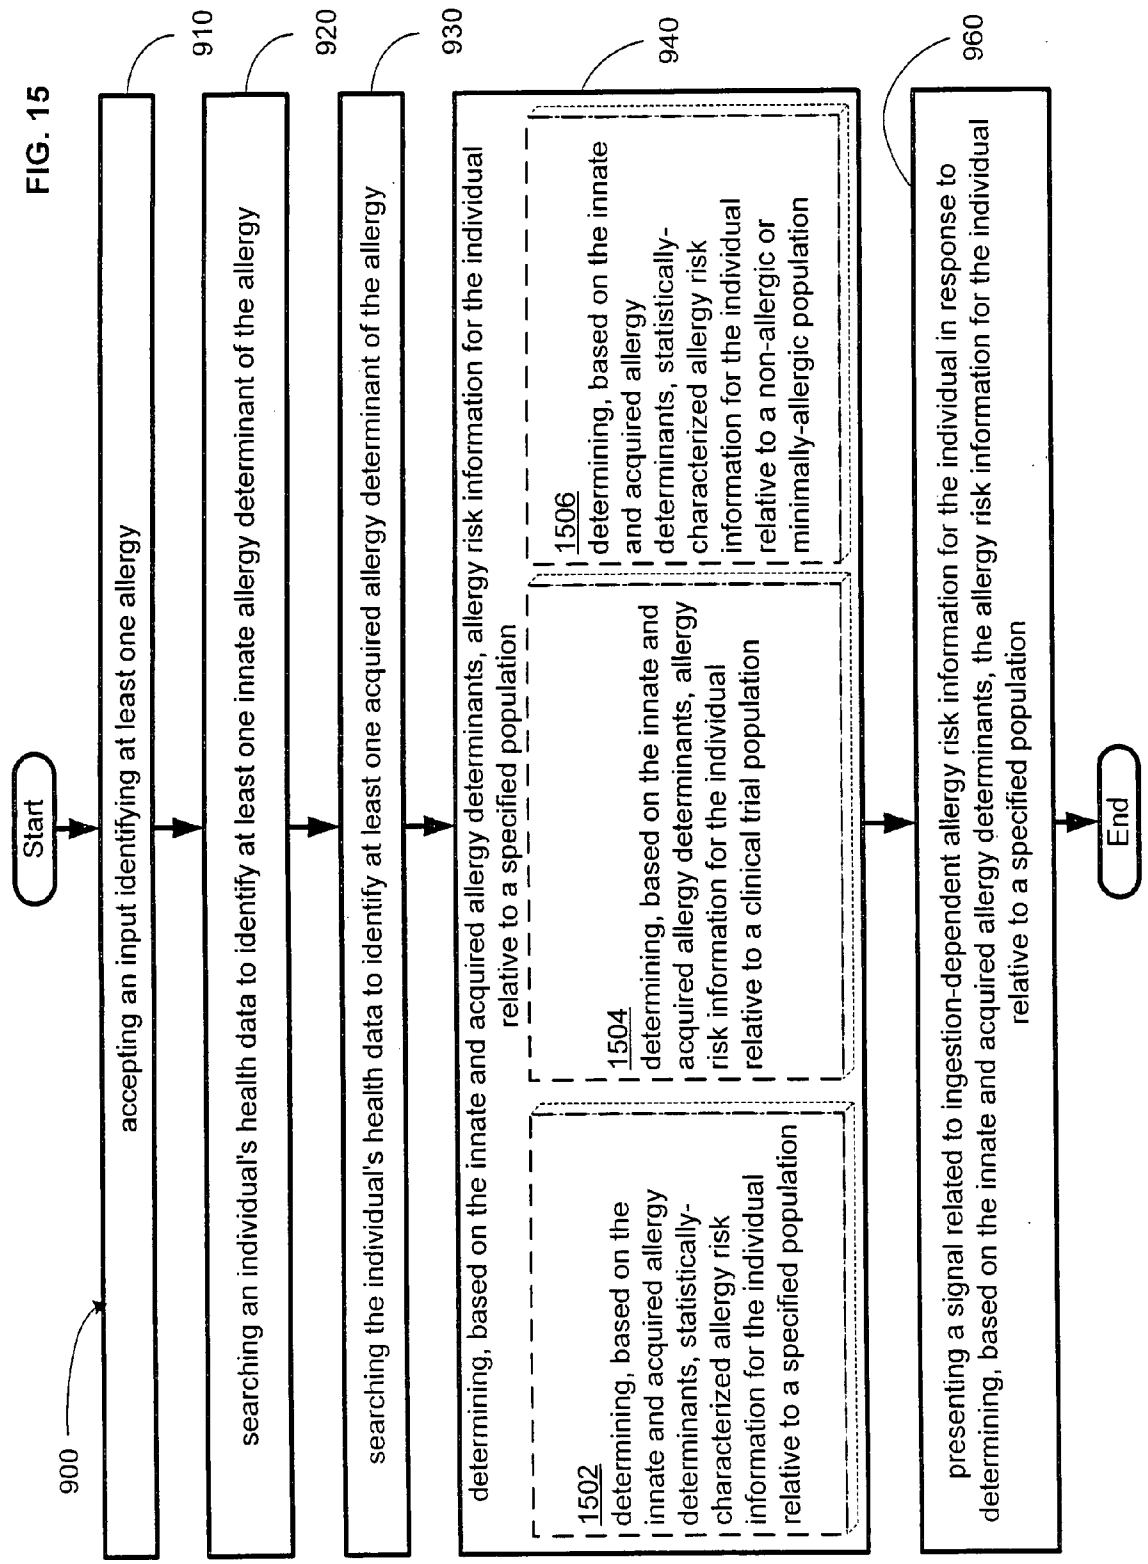 FIG. 15
Start
900
910
accepting an input identifying at least one allergy
920
searching an individual's health data to identify at least one innate allergy determinant of the allergy
930
searching the individual's health data to identify at least one acquired allergy determinant of the allergy
940
determining, based on the innate and acquired allergy determinants, allergy risk information for the individual
relative to a specified population
1502
determining, based on the
innate and acquired allergy
determinants, statistically-
characterized allergy risk
information for the individual
relative to a specified population
1504
determining, based on the innate and
acquired allergy determinants, allergy
risk information for the individual
relative to a clinical trial population
1506
determining, based on the innate
and acquired allergy
determinants, statistically-
characterized allergy risk
information for the individual
relative to a non-allergic or
minimally-allergic population
960
presenting a signal related to ingestion-dependent allergy risk information for the individual in response to
determining, based on the innate and acquired allergy determinants, the allergy risk information for the individual
relative to a specified population
End